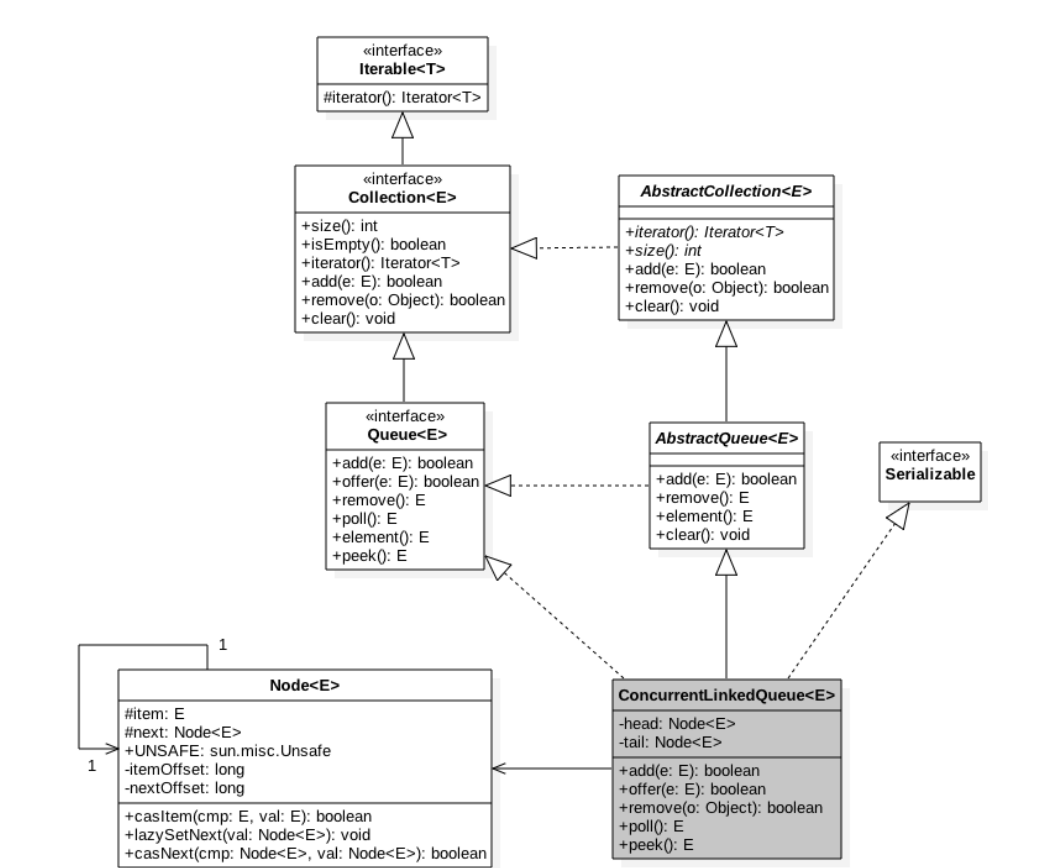 «interface»
Iterable<T>
#iterator(): Iterator<T>
«interface»
Collection<E>
+size(): int
+isEmpty(): boolean
+iterator(): Iterator<T>
+add(e: E): boolean
+remove(o: Object): boolean
+clear(): void
AbstractCollection<E>
+iterator(): Iterator<T>
+size(): int
+add(e: E): boolean
+remove(o: Object): boolean
+clear(): void
«interface»
Queue<E>
+add(e: E): boolean
+offer(e: E): boolean
+remove(): E
+poll(): E
+element(): E
+peek(): E
AbstractQueue<E>
+add(e: E): boolean
+remove(): E
+element(): E
+clear(): void
«interface»
Serializable
1
1
Node<E>
#item: E
#next: Node<E>
+UNSAFE: sun.misc.Unsafe
-itemOffset: long
-nextOffset: long
+casItem(cmp: E, val: E): boolean
+lazySetNext(val: Node<E>): void
+casNext(cmp: Node<E>, val: Node<E>): boolean
ConcurrentLinkedQueue<E>
-head: Node<E>
-tail: Node<E>
+add(e: E): boolean
+offer(e: E): boolean
+remove(o: Object): boolean
+poll(): E
+peek(): E